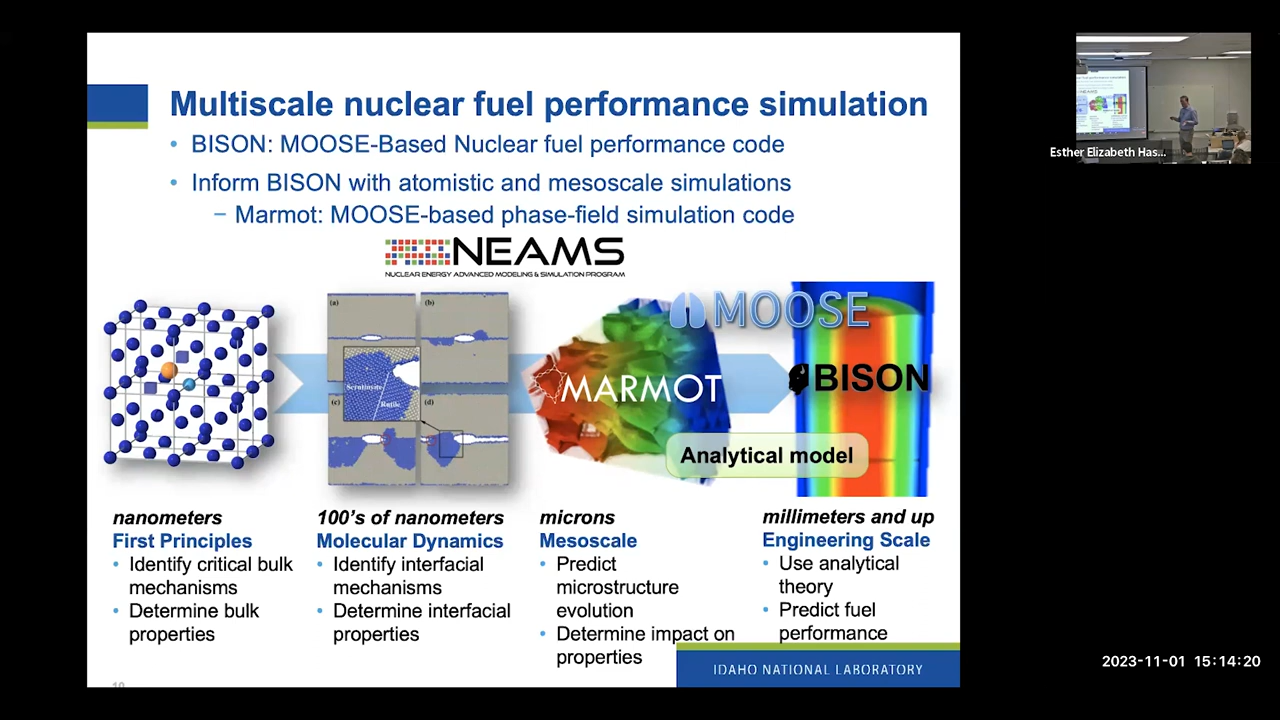 Multiscale nuclear fuel performance simulation
• BISON: MOOSE-Based Nuclear fuel performance code
• Inform BISON with atomistic and mesoscale simulations
− Marmot: MOOSE-based phase-field simulation code
NEAMS
NUCLEAR ENERGY ADVANCED MODELING & SIMULATION PROGRAM
(a)
(b)
Scrutinyite
Rutile
(c)
(d)
MOOSE
MARMOT
BISON
Analytical model
nanometers
First Principles
• Identify critical bulk
mechanisms
• Determine bulk
properties
100's of nanometers
Molecular Dynamics
• Identify interfacial
mechanisms
• Determine interfacial
properties
microns
Mesoscale
• Predict
microstructure
evolution
• Determine impact on
properties
millimeters and up
Engineering Scale
• Use analytical
theory
• Predict fuel
performance
IDAHO NATIONAL LABORATORY
Esther Elizabeth Has...
2023-11-01 15:14:20